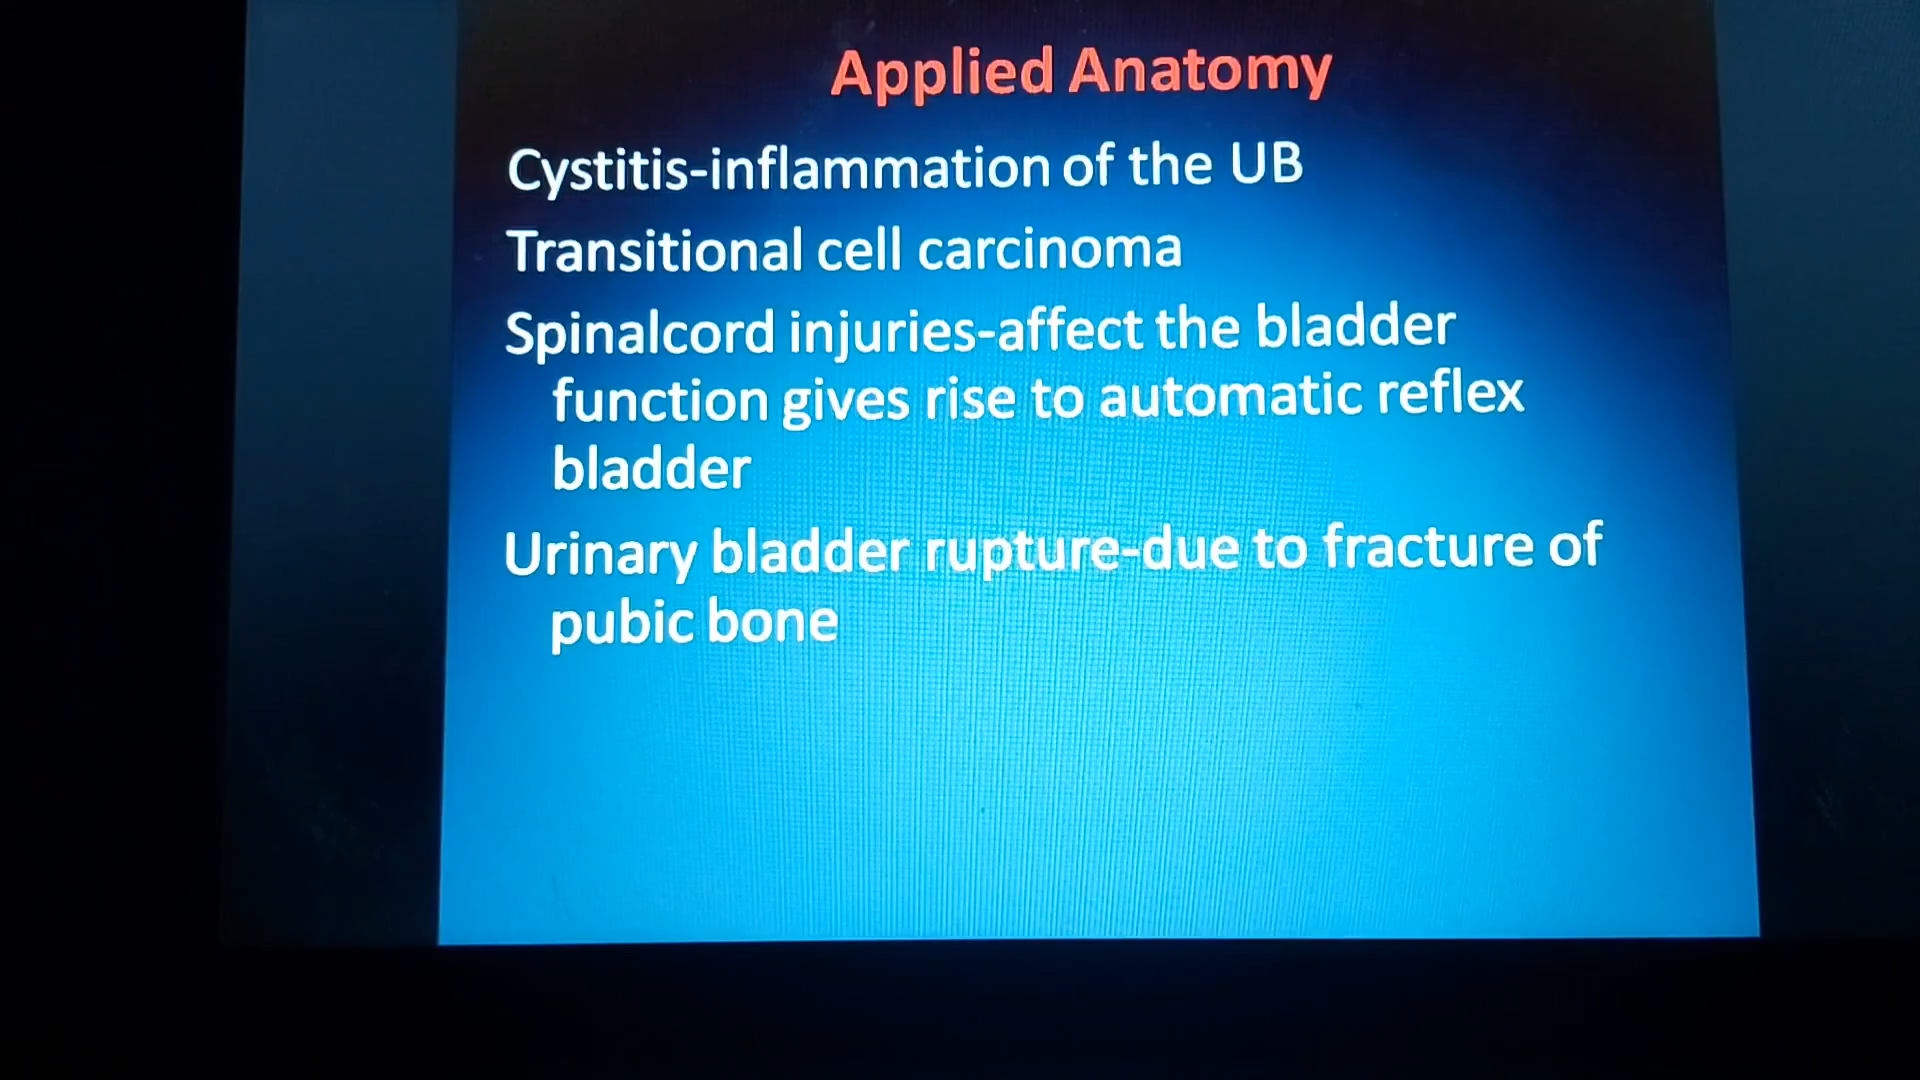 Applied Anatomy
Cystitis-inflammation of the UB
Transitional cell carcinoma
Spinalcord injuries-affect the bladder
function gives rise to automatic reflex
bladder
Urinary bladder rupture-due to fracture of
pubic bone